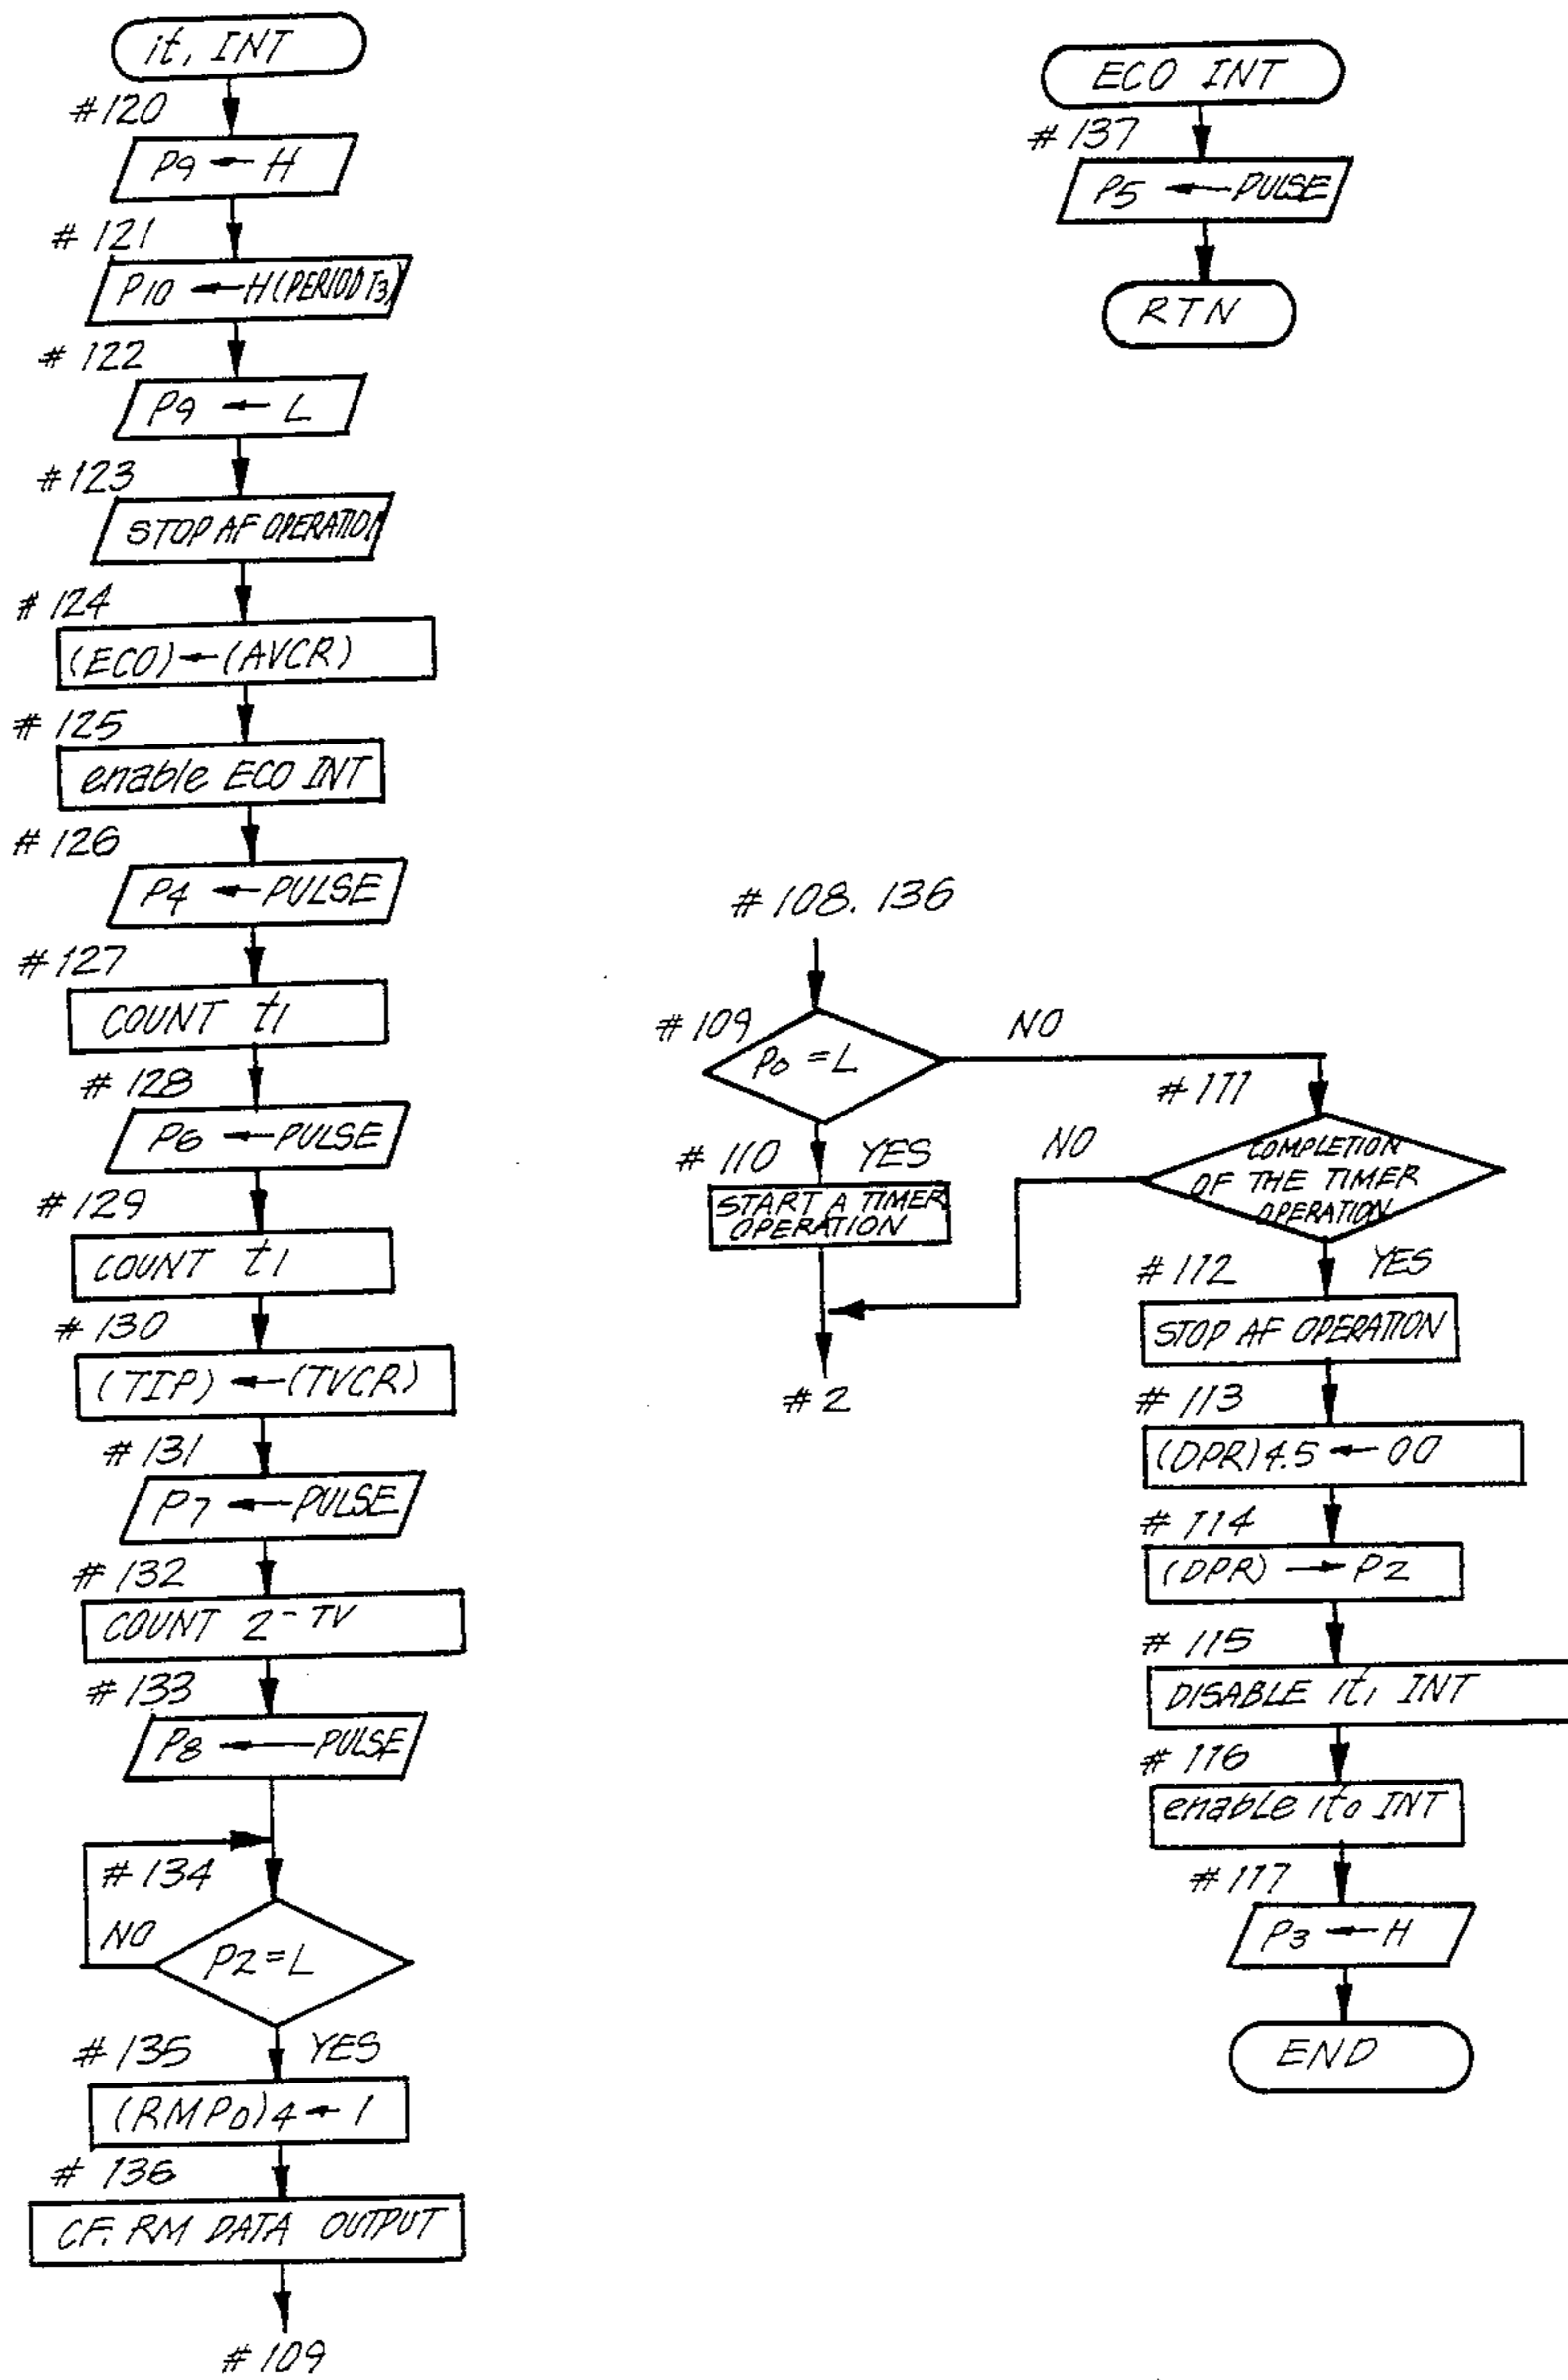 it, INT
#120
P9 ← H
#121
P10 ← H(PERIOD T3)
#122
P9 ← L
#123
STOP AF OPERATION
#124
(ECO) ← (AVCR)
#125
enable ECO INT
#126
P4 ← PULSE
#127
COUNT t1
#128
P6 ← PULSE
#129
COUNT t1
#130
(TIP) ← (TVCR)
#131
P7 ← PULSE
#132
COUNT 2-TV
#133
P8 ← PULSE
#134
NO
P2=L
#135 YES
(RMP0)4 ← 1
#136
CF. RM DATA OUTPUT
#109
ECO INT
#137
P5 ← PULSE
RTN
#108. 136
#109
P0 = L
NO
#110 YES
START A TIMER
OPERATION
#2
#111
NO
COMPLETION
OF THE TIMER
OPERATION
#112 YES
STOP AF OPERATION
#113
(DPR)4.5 ← 00
#114
(DPR) → P2
#115
DISABLE it, INT
#116
enable it0 INT
#117
P3 ← H
END